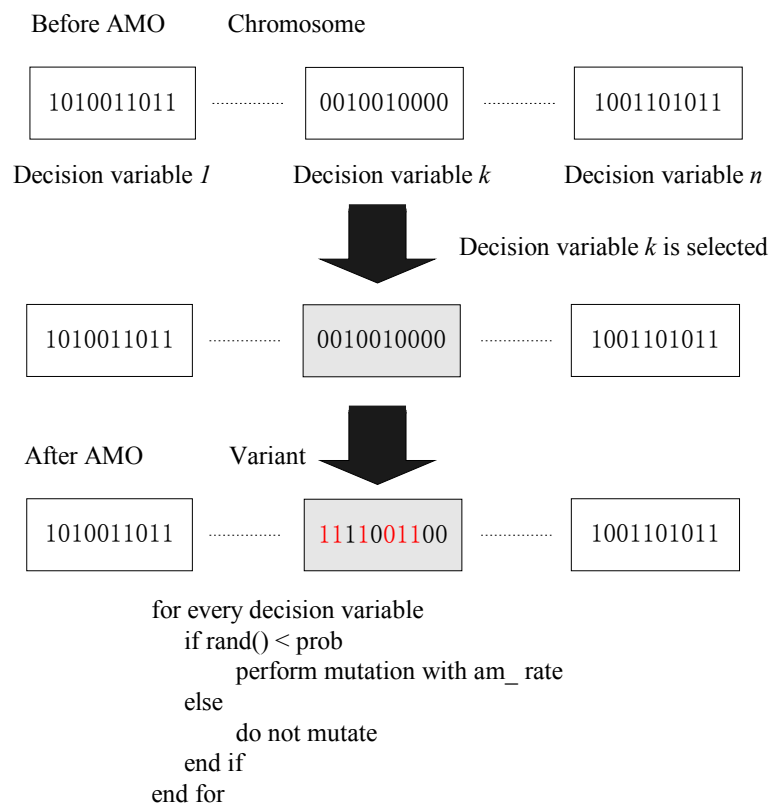 Before AMO Chromosome
1010011011 0010010000 1001101011
Decision variable 1 Decision variable k Decision variable n
Decision variable k is selected
1010011011 0010010000 1001101011
After AMO Variant
1010011011 1111001100 1001101011
for every decision variable
if rand() < prob
perform mutation with am_ rate
else
do not mutate
end if
end for